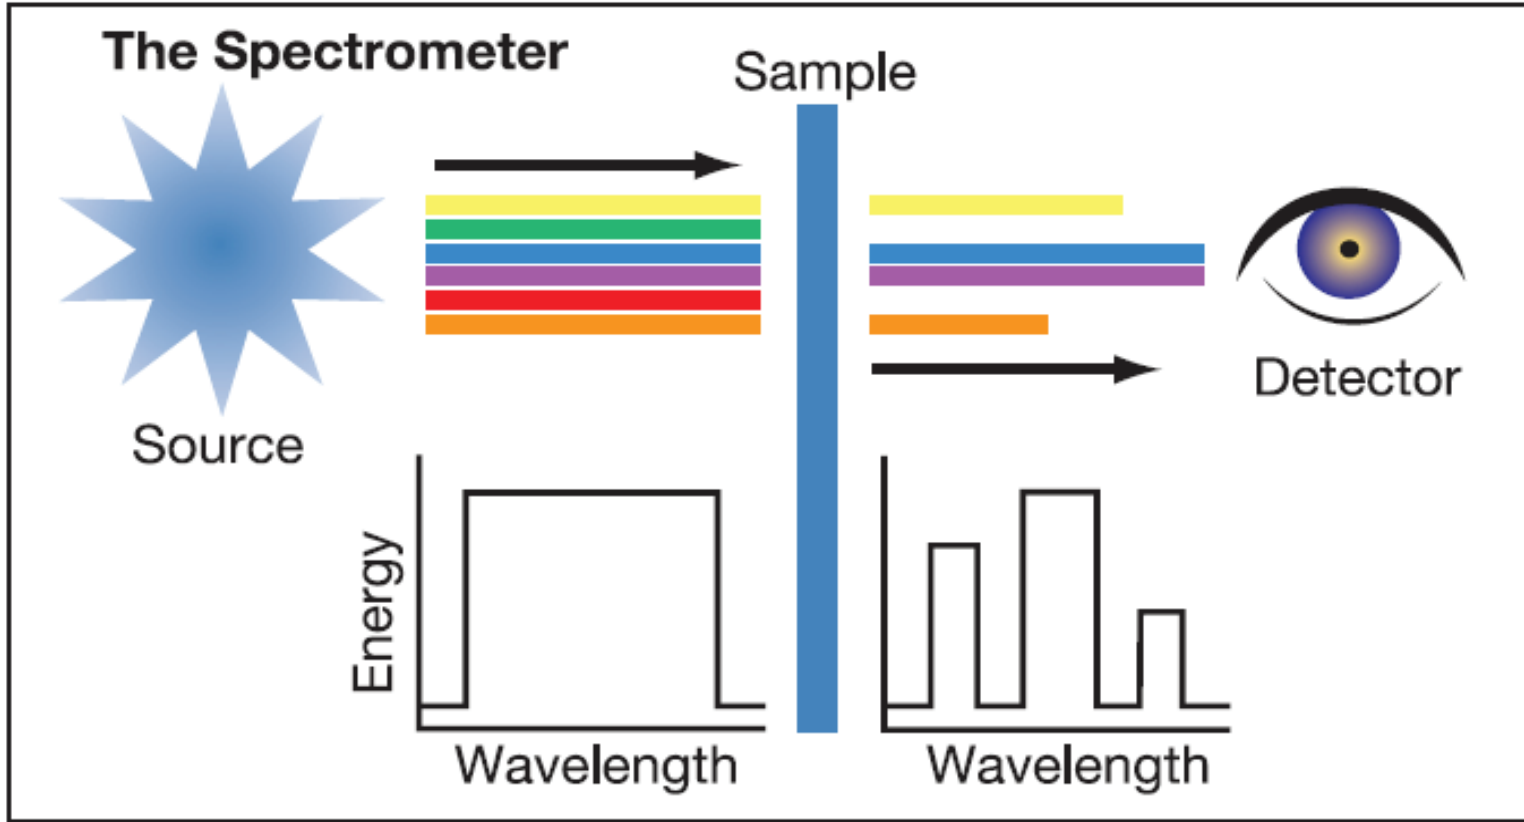 The Spectrometer
Sample
Source
Detector
Energy
Wavelength
Wavelength